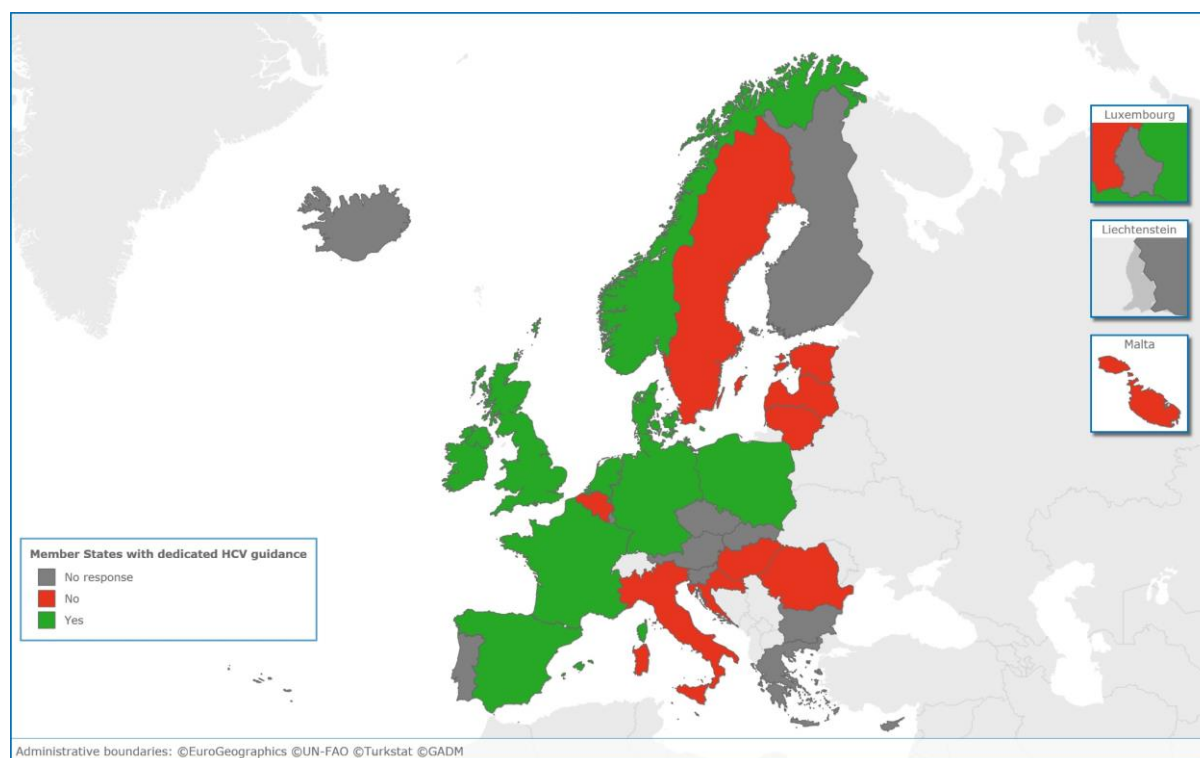 Luxembourg
Liechtenstein
Malta
Member States with dedicated HCV guidance
No response
No
Yes
Administrative boundaries: ©EuroGeographics ©UN-FAO ©Turkstat ©GADM